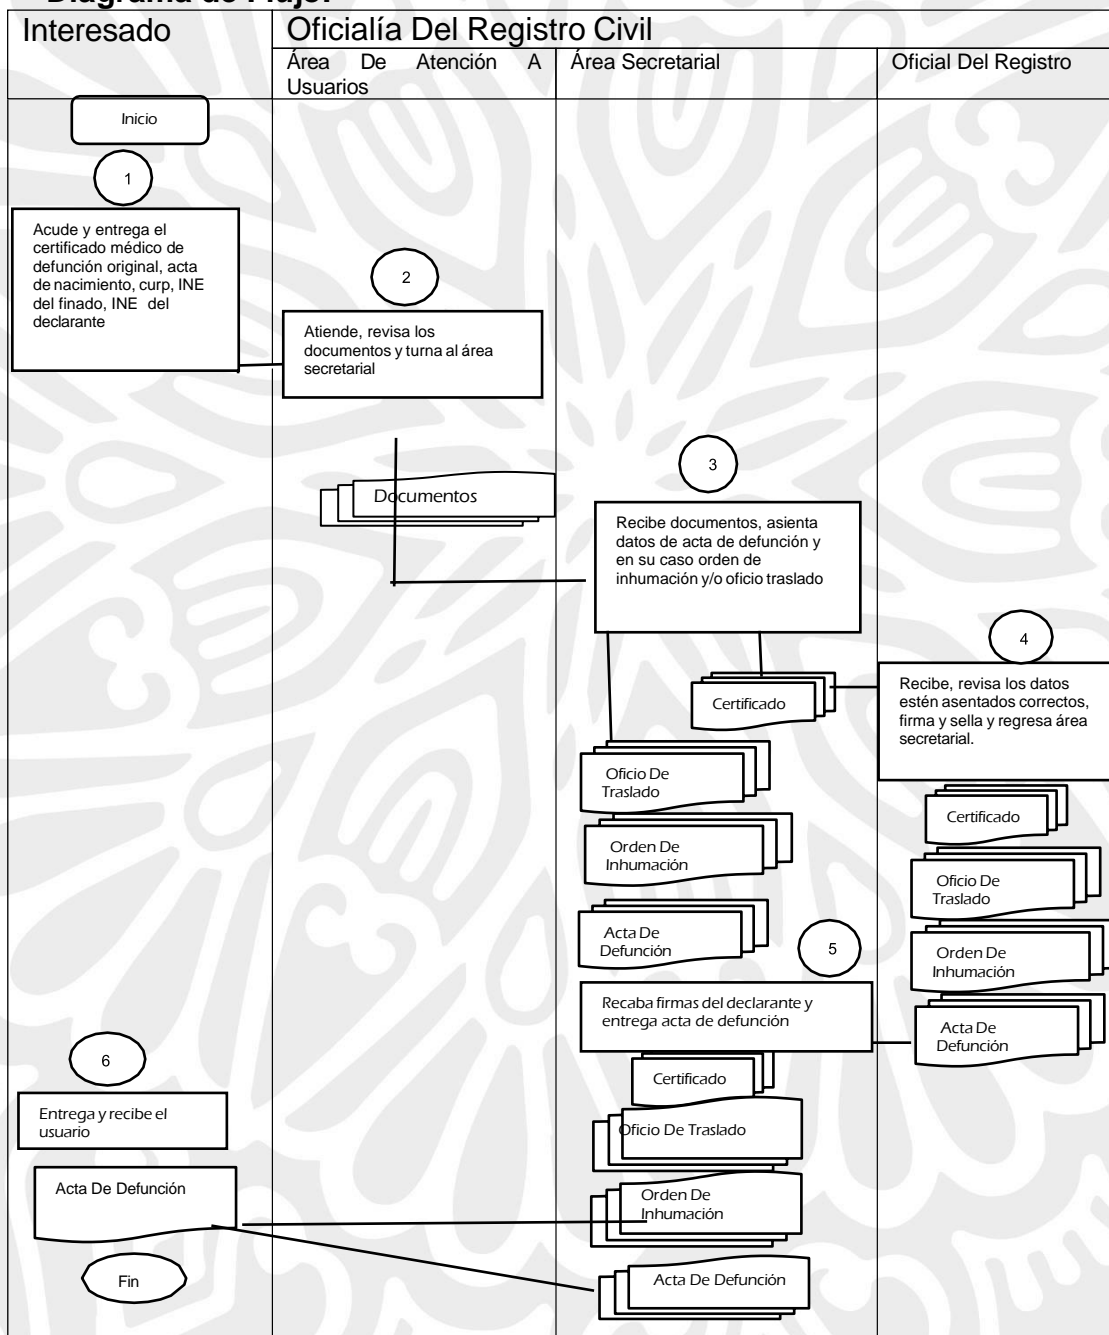 Diagrama de Flujo:
Interesado
Oficialía Del Registro Civil
Área De Atención A
Usuarios
Área Secretarial
Oficial Del Registro
Inicio
1
Acude y entrega el
certificado médico de
defunción original, acta
de nacimiento, curp, INE
del finado, INE del
declarante
2
Atiende, revisa los
documentos y turna al área
secretarial
Documentos
3
Recibe documentos, asienta
datos de acta de defunción y
en su caso orden de
inhumación y/o oficio traslado
Certificado
Oficio De
Traslado
Orden De
Inhumación
Acta De
Defunción
4
Recibe, revisa los datos
estén asentados correctos,
firma y sella y regresa área
secretarial.
Certificado
Oficio De
Traslado
Orden De
Inhumación
Acta De
Defunción
5
Recaba firmas del declarante y
entrega acta de defunción
Certificado
Oficio De Traslado
Orden De
Inhumación
Acta De Defunción
6
Entrega y recibe el
usuario
Acta De Defunción
Fin